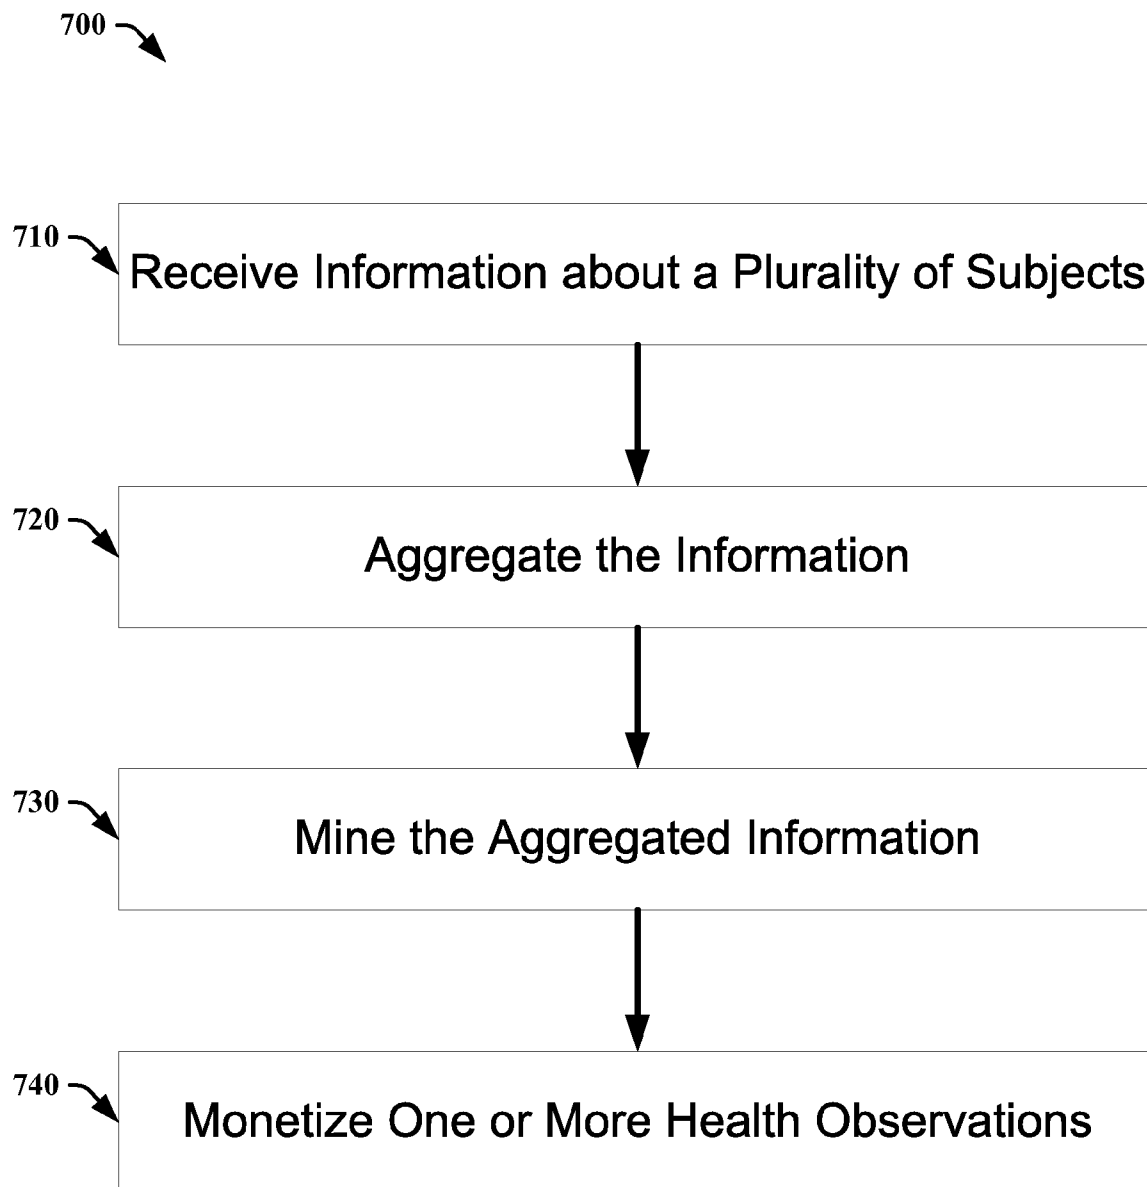 700
710
Receive Information about a Plurality of Subjects
720
Aggregate the Information
730
Mine the Aggregated Information
740
Monetize One or More Health Observations